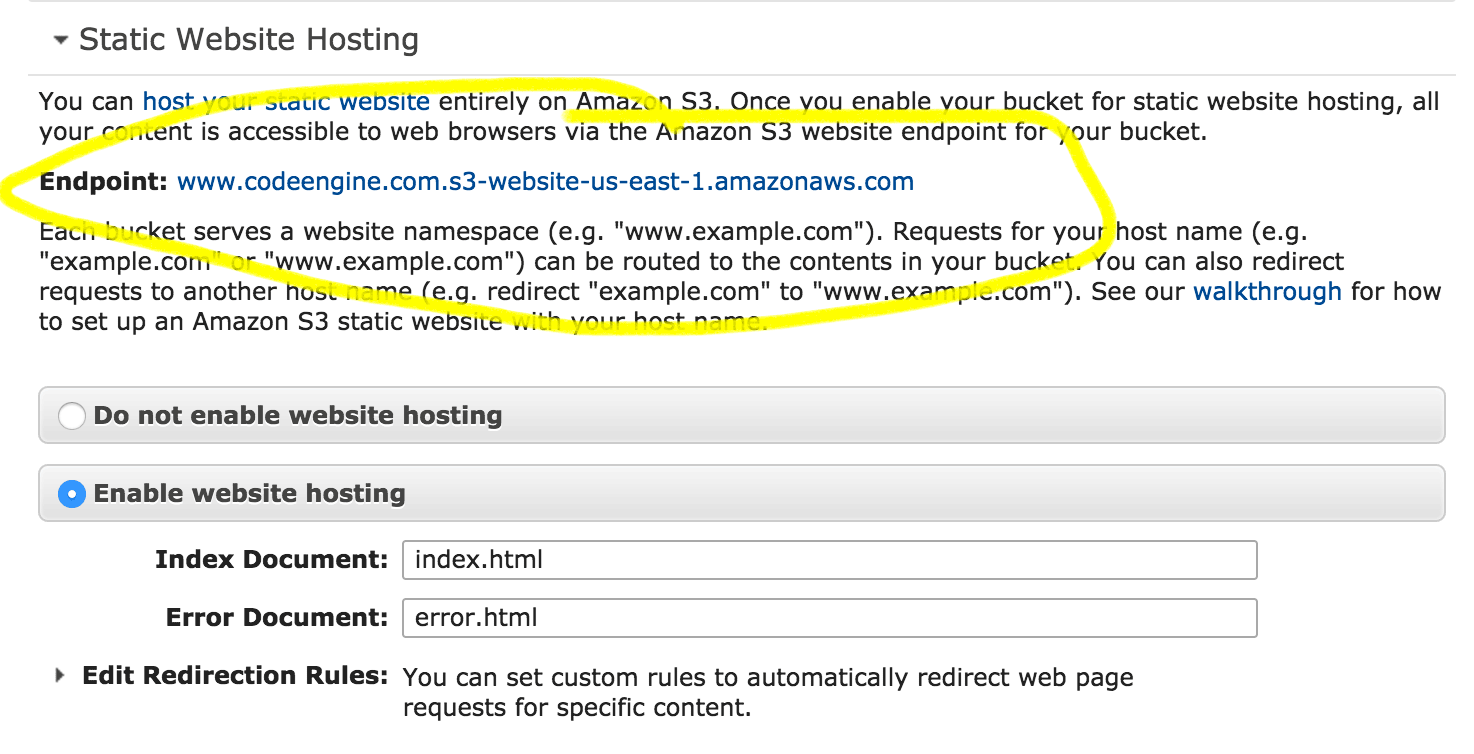 Static Website Hosting
You can host your static website entirely on Amazon S3. Once you enable your bucket for static website hosting, all
your content is accessible to web browsers via the Amazon S3 website endpoint for your bucket.
Endpoint: www.codeengine.com.s3-website-us-east-1.amazonaws.com
Each bucket serves a website namespace (e.g. "www.example.com"). Requests for your host name (e.g.
"example.com" or "www.example.com") can be routed to the contents in your bucket. You can also redirect
requests to another host name (e.g. redirect "example.com" to "www.example.com"). See our walkthrough for how
to set up an Amazon S3 static website with your host name.
Do not enable website hosting
Enable website hosting
Index Document: index.html
Error Document: error.html
Edit Redirection Rules: You can set custom rules to automatically redirect web page
requests for specific content.